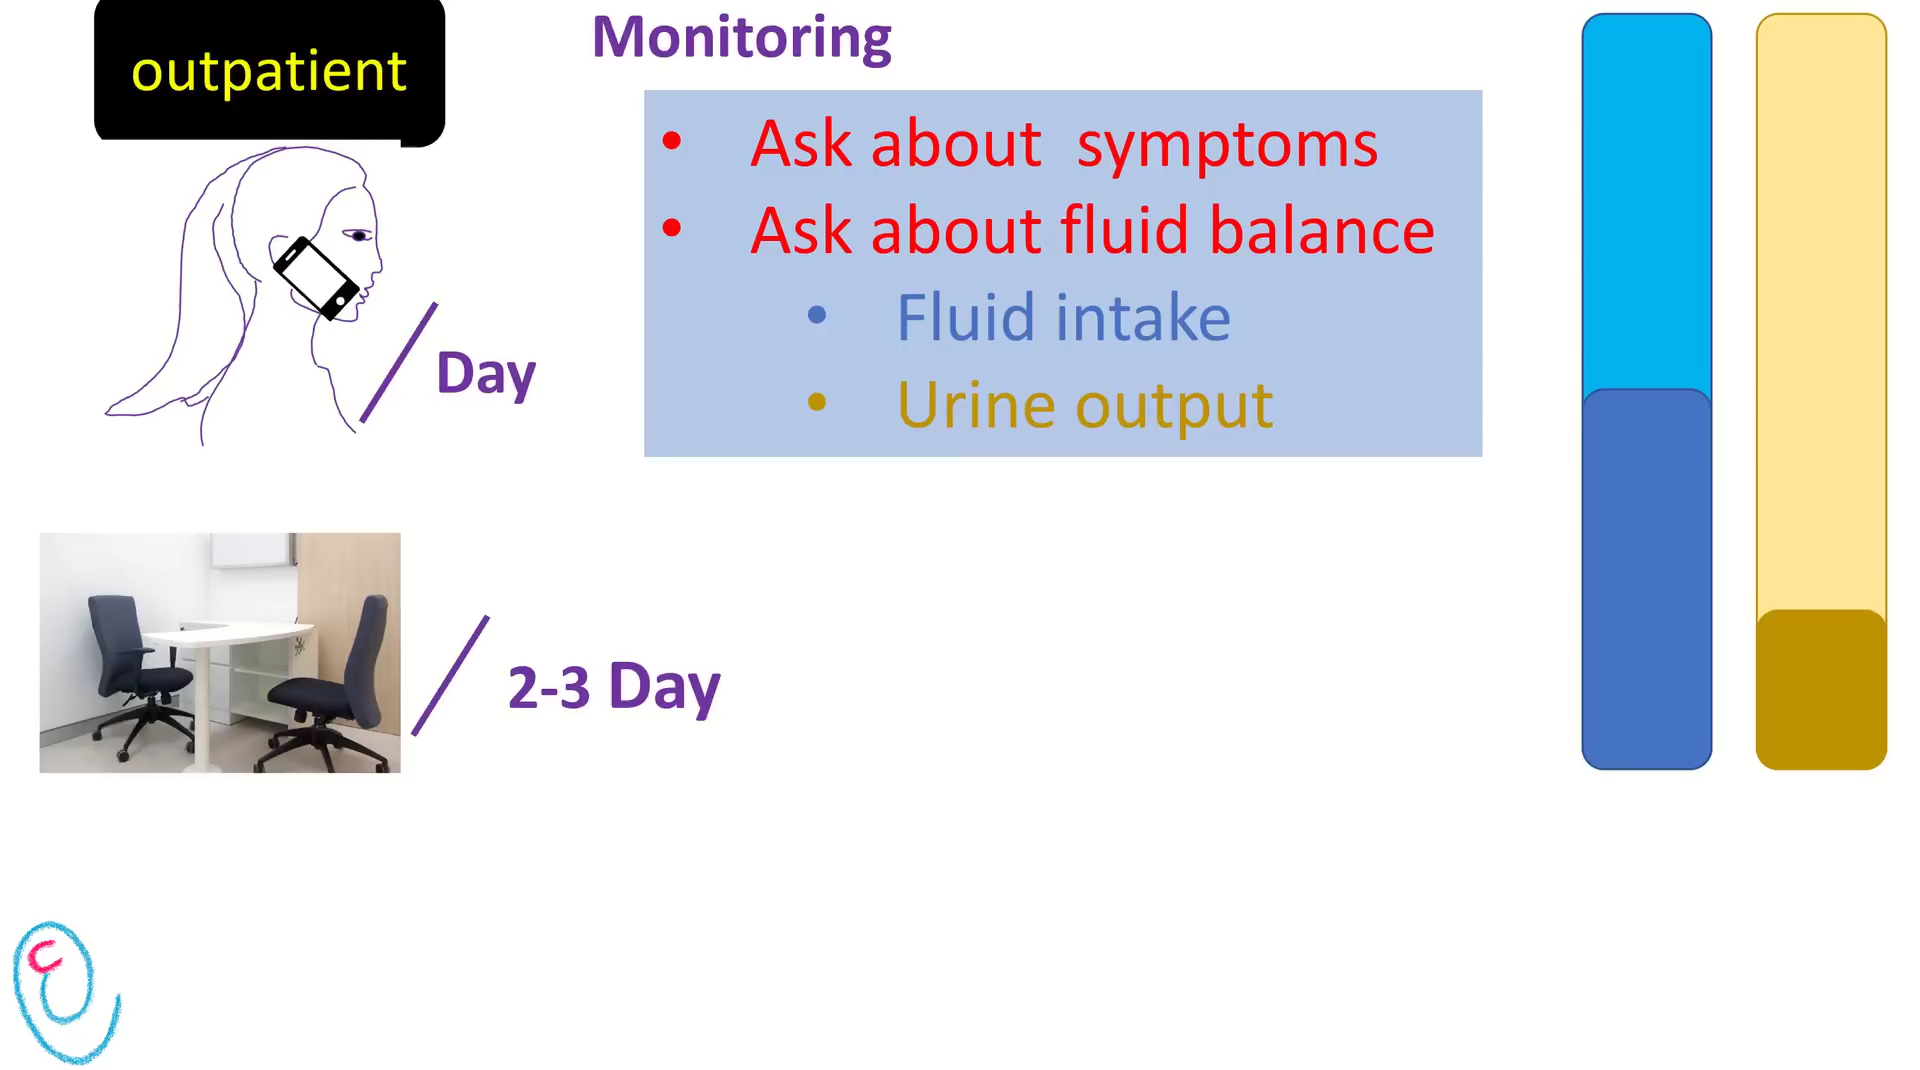 outpatient
Monitoring
• Ask about symptoms
• Ask about fluid balance
• Fluid intake
• Urine output
Day
2-3 Day